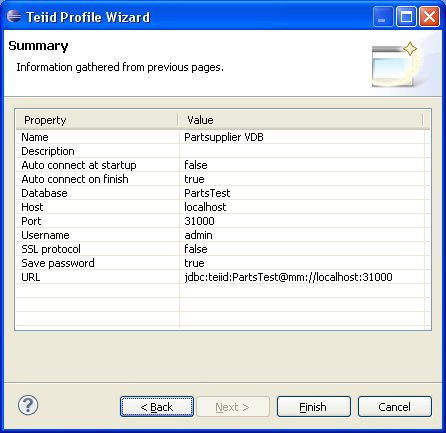 Teiid Profile Wizard
Summary
Information gathered from previous pages.
Property Value
Name Partsupplier VDB
Description
Auto connect at startup false
Auto connect on finish true
Database PartsTest
Host localhost
Port 31000
Username admin
SSL protocol false
Save password true
URL jdbc:teiid:PartsTest@mm://localhost:31000
? < Back Next > Finish Cancel